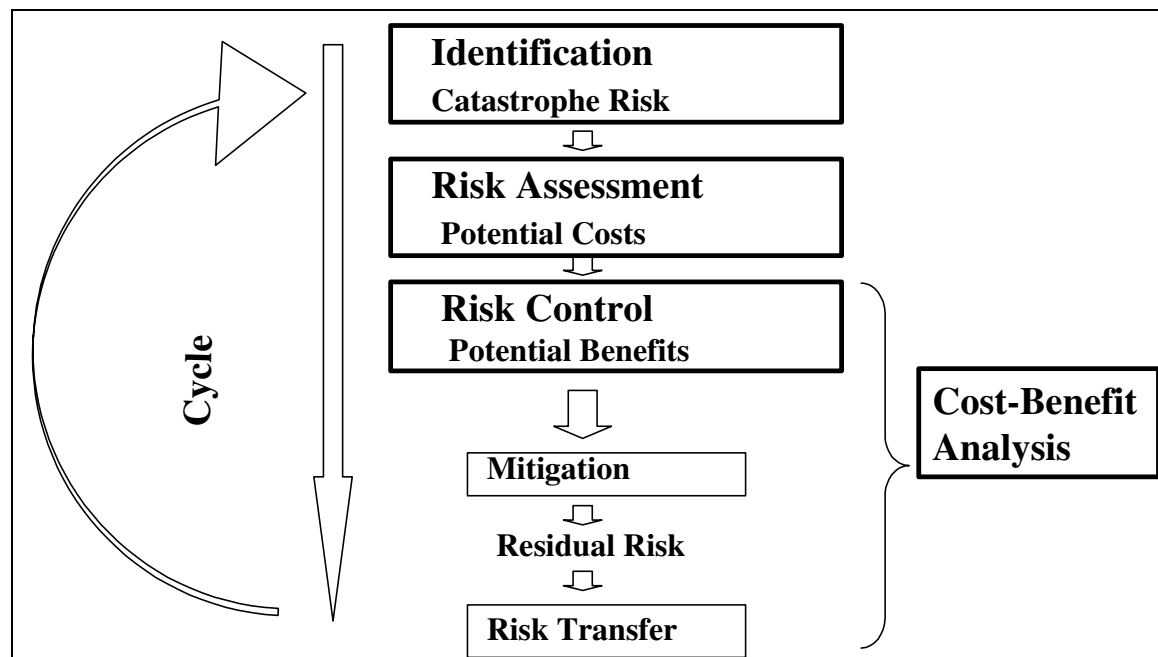 Identification
Catastrophe Risk
Risk Assessment
Potential Costs
Risk Control
Potential Benefits
Cycle
Cost-Benefit
Analysis
Mitigation
Residual Risk
Risk Transfer